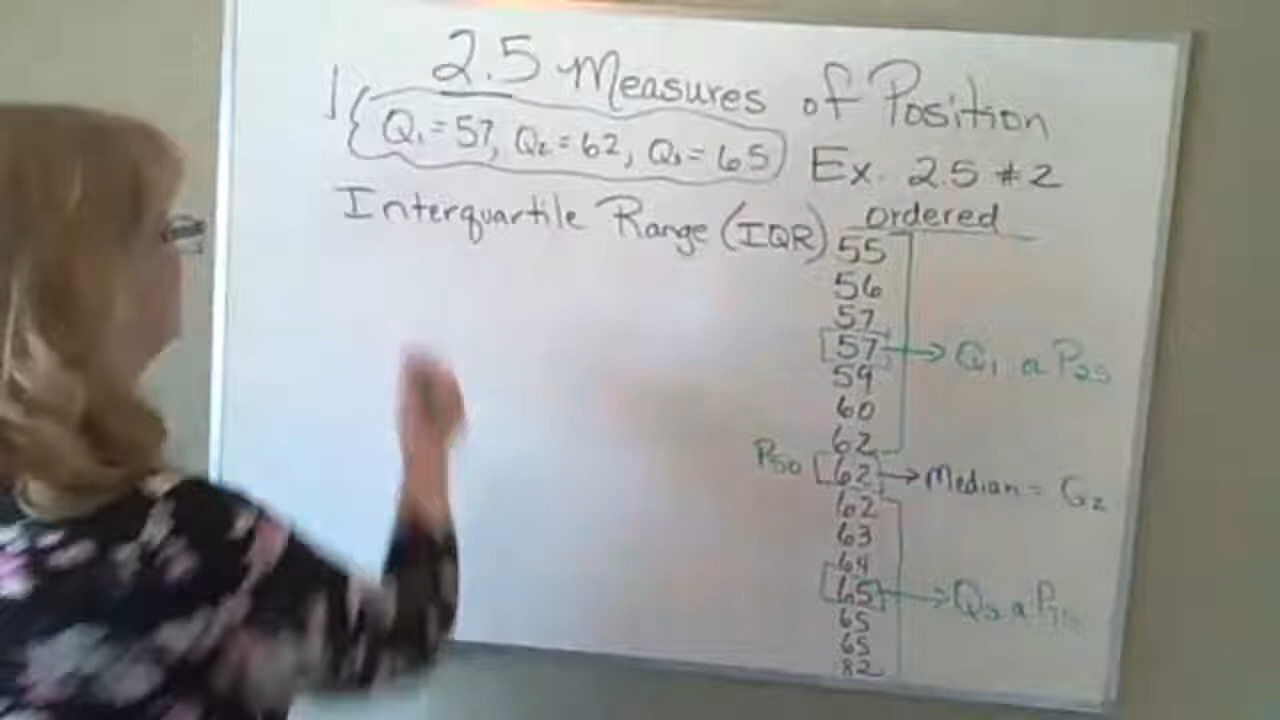 2.5 Measures of Position
Q₁ = 57, Q₂ = 62, Q₃ = 65
Ex. 2.5 #2
Interquartile Range (IQR)
ordered
55
56
57
57 → Q₁ or P₂₅
59
60
62
P₅₀ 62 → Median = Q₂
62
63
64
65 → Q₃ or
65
65
82